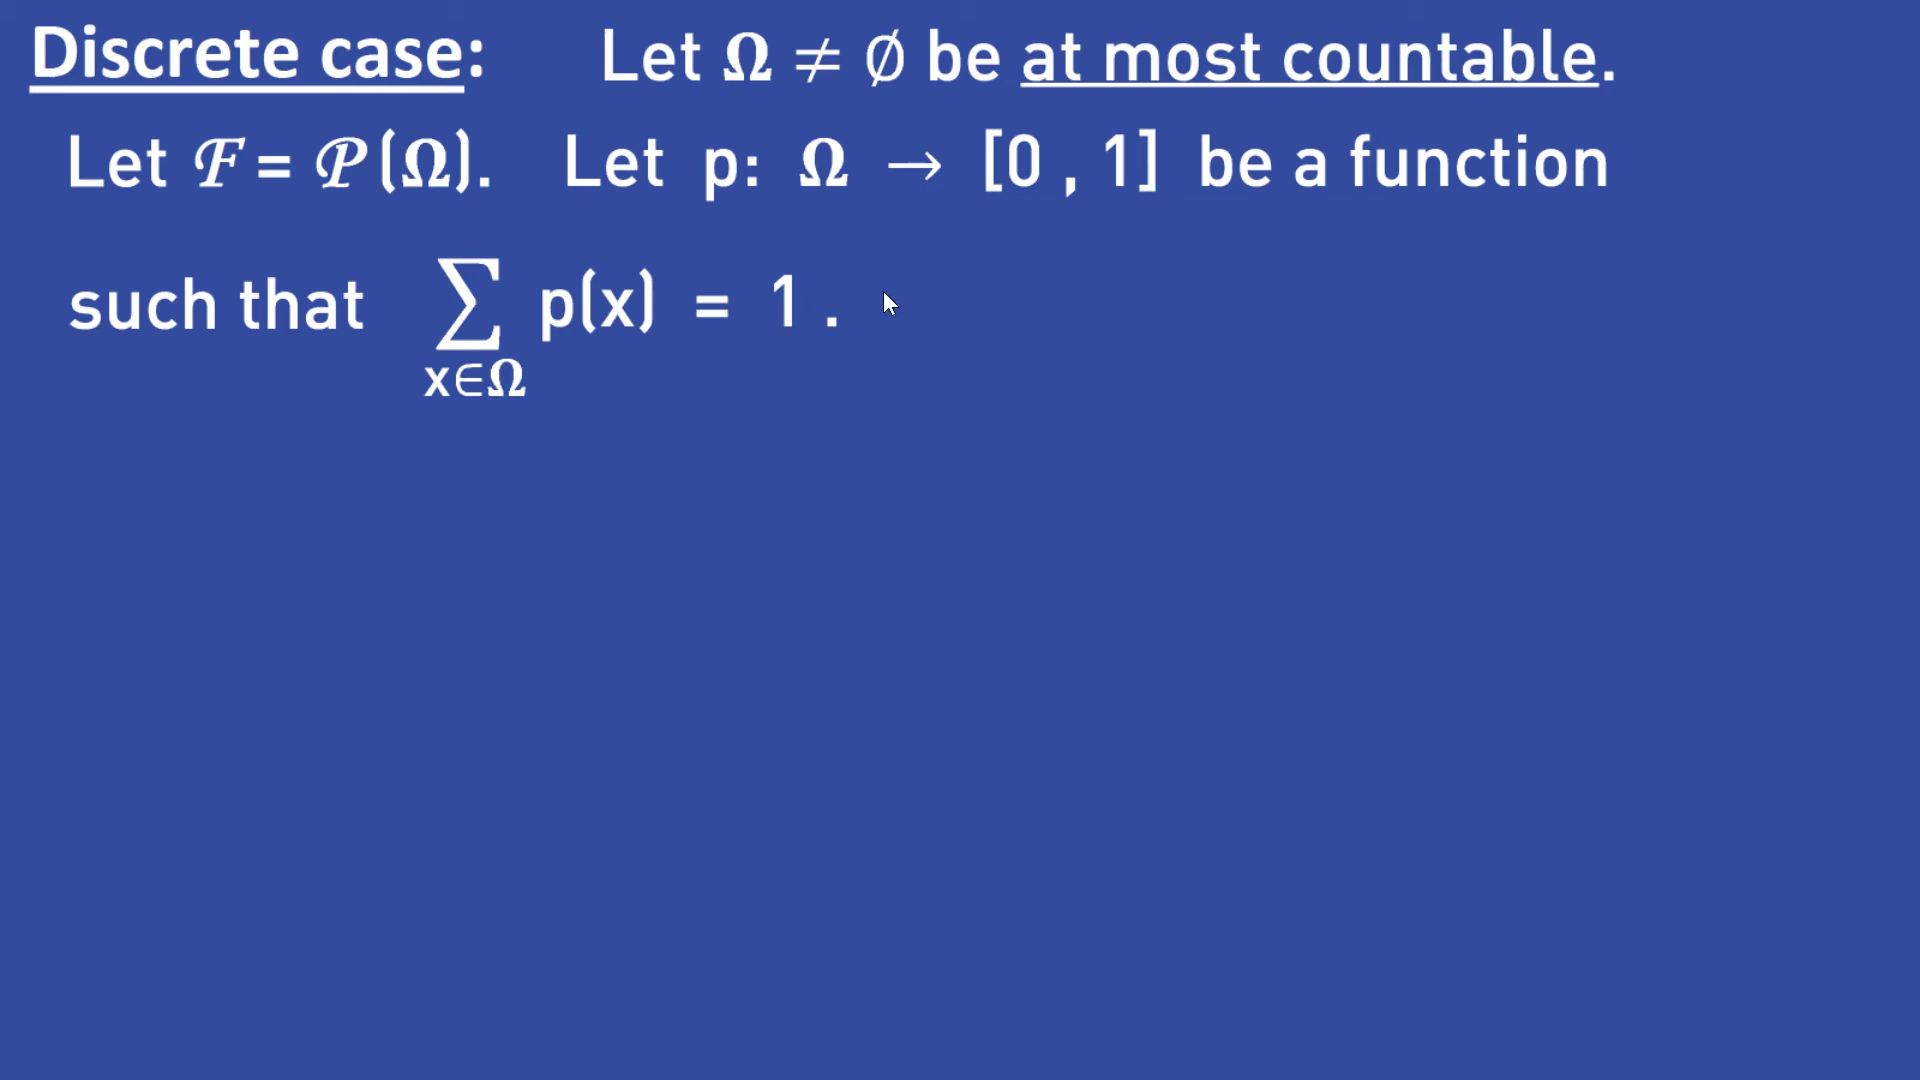 Discrete case: Let Ω ≠ ∅ be at most countable.
Let ℱ = 𝒫(Ω). Let p: Ω → [0 , 1] be a function
such that ∑ p(x) = 1 .
x∈Ω